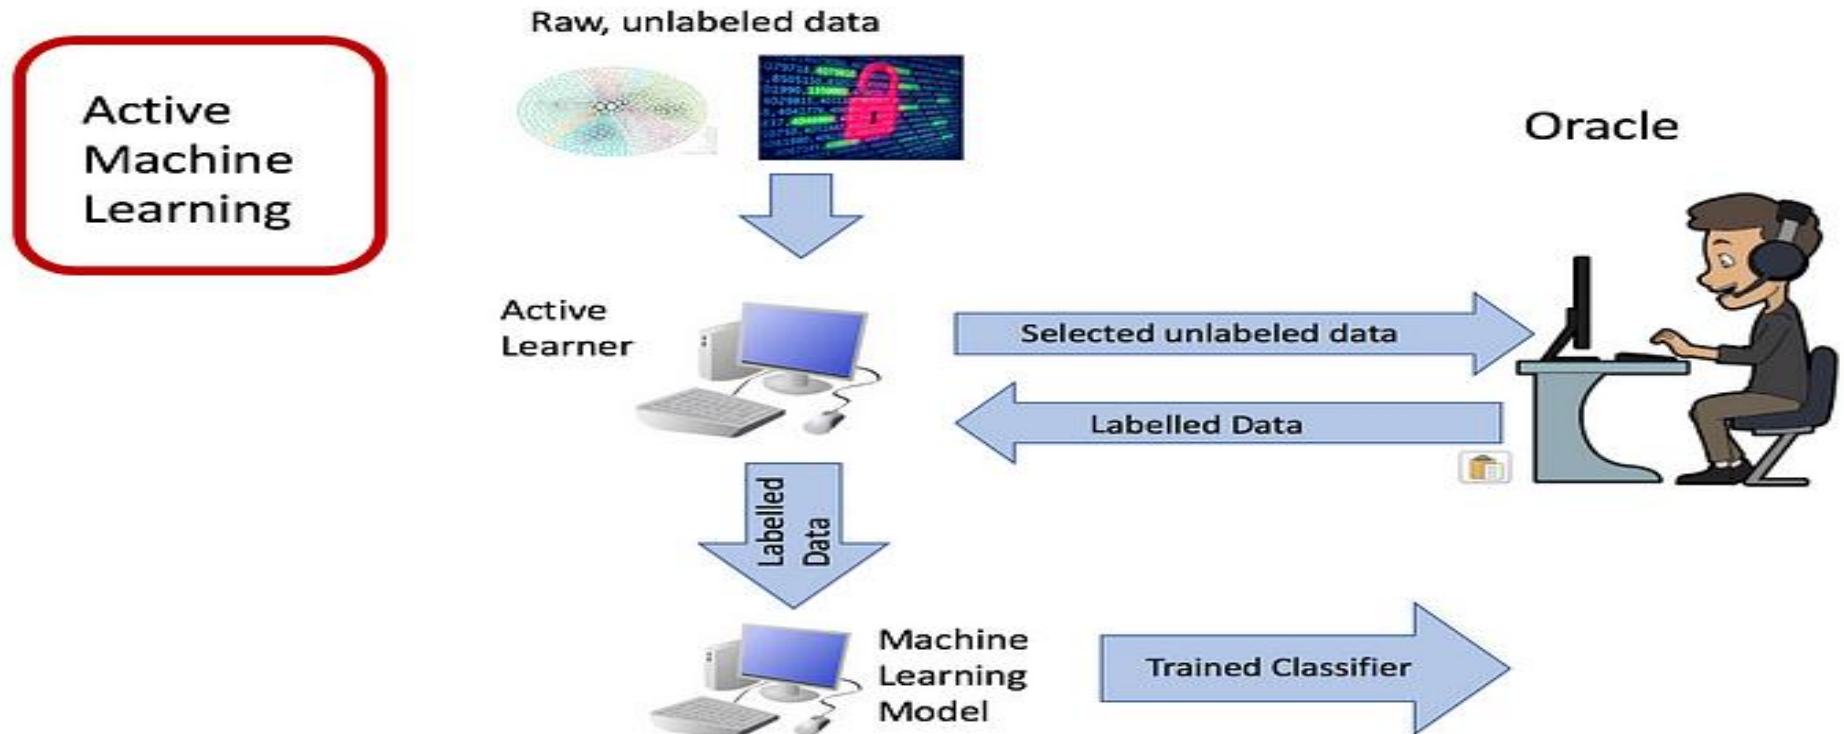 Raw, unlabeled data
Active
Machine
Learning
Oracle
Active
Learner
Selected unlabeled data
Labelled Data
Labelled
Data
Machine
Learning
Model
Trained Classifier